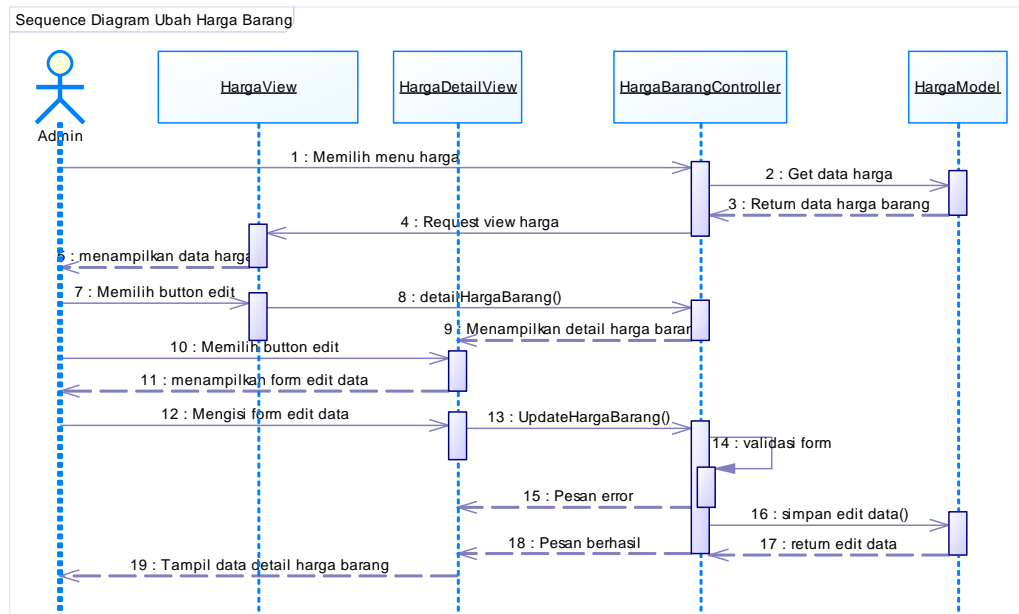 Sequence Diagram Ubah Harga Barang
HargaView
HargaDetailView
HargaBarangController
HargaModel
Admin
1 : Memilih menu harga
2 : Get data harga
3 : Return data harga barang
4 : Request view harga
5 : menampilkan data harga
7 : Memilih button edit
8 : detailHargaBarang()
9 : Menampilkan detail harga baran
10 : Memilih button edit
11 : menampilkan form edit data
12 : Mengisi form edit data
13 : UpdateHargaBarang()
14 : validasi form
15 : Pesan error
16 : simpan edit data()
17 : return edit data
18 : Pesan berhasil
19 : Tampil data detail harga barang